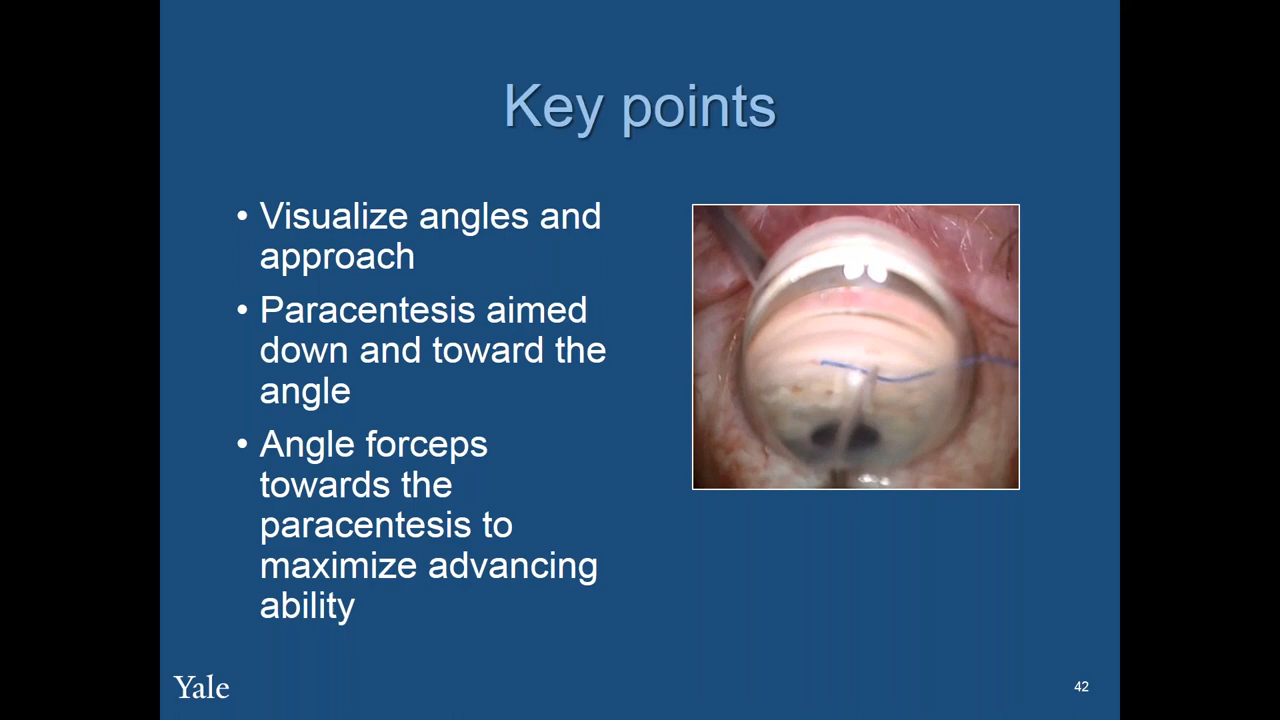 Key points
• Visualize angles and
approach
• Paracentesis aimed
down and toward the
angle
• Angle forceps
towards the
paracentesis to
maximize advancing
ability
Yale
42